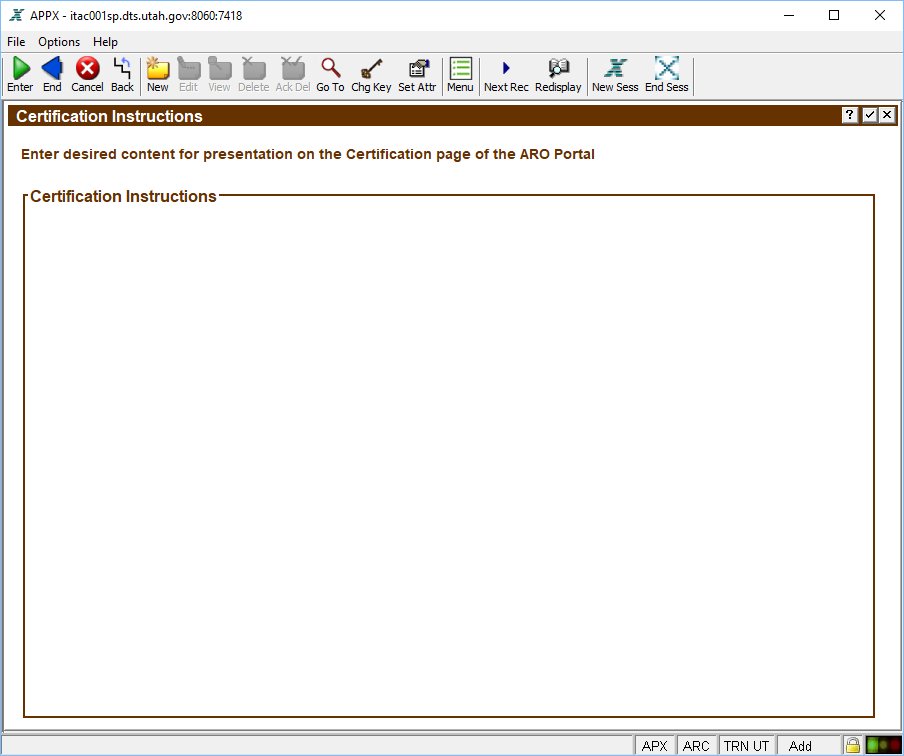 APPX - itac001sp.dts.utah.gov:8060:7418
File Options Help
Enter End Cancel Back New Edit View Delete Ack Del Go To Chg Key Set Attr Menu Next Rec Redisplay New Sess End Sess
Certification Instructions ?
Enter desired content for presentation on the Certification page of the ARO Portal
Certification Instructions
APX ARC TRN UT Add